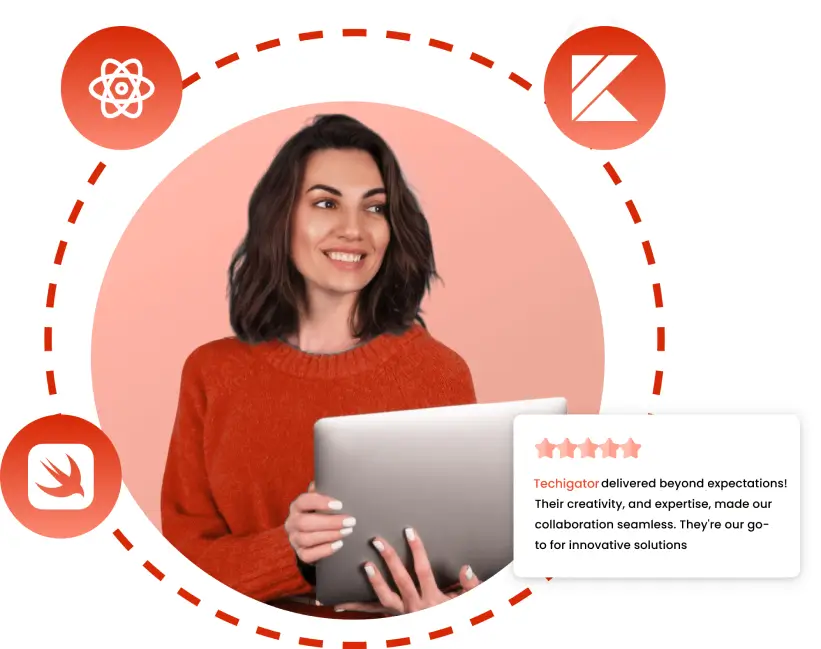 Techigator delivered beyond expectations!
Their creativity, and expertise, made our
collaboration seamless. They're our go-
to for innovative solutions